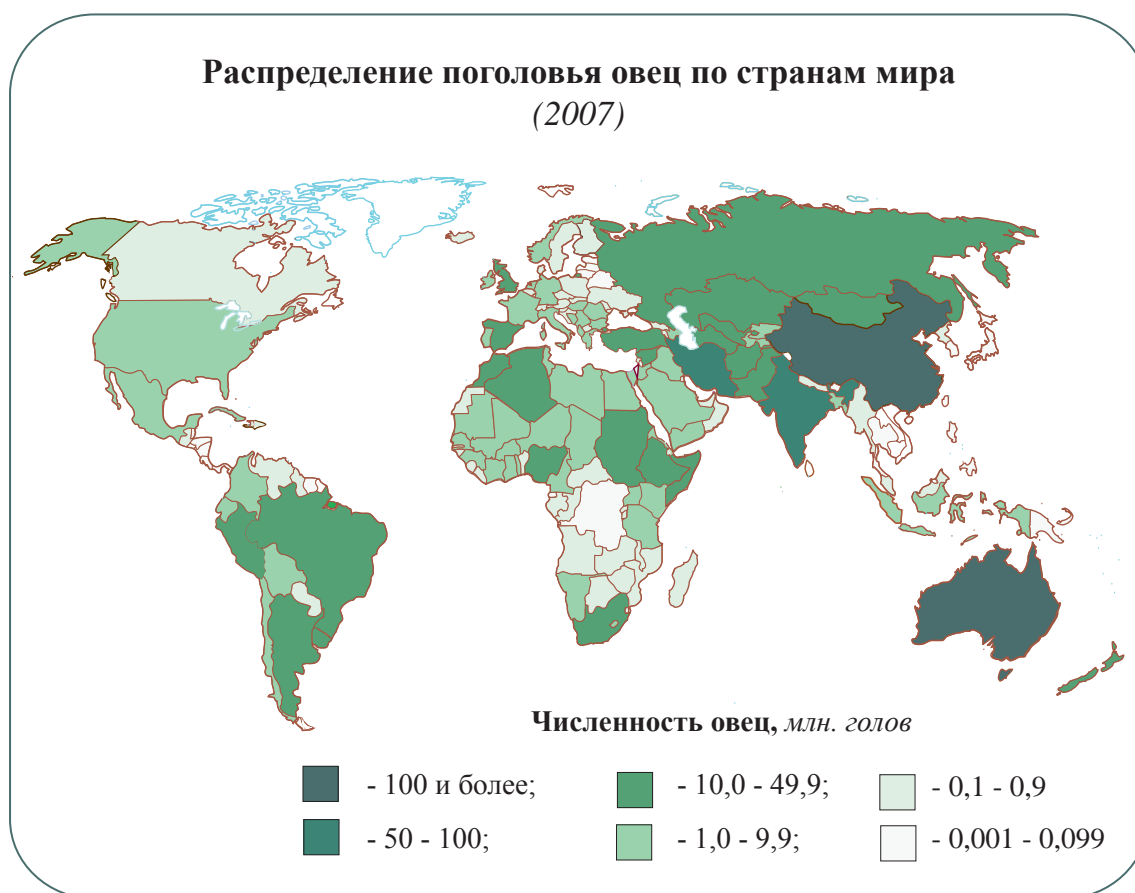 Распределение поголовья овец по странам мира
(2007)
Численность овец, млн. голов
- 100 и более;
- 10,0 - 49,9;
- 0,1 - 0,9
- 50 - 100;
- 1,0 - 9,9;
- 0,001 - 0,099